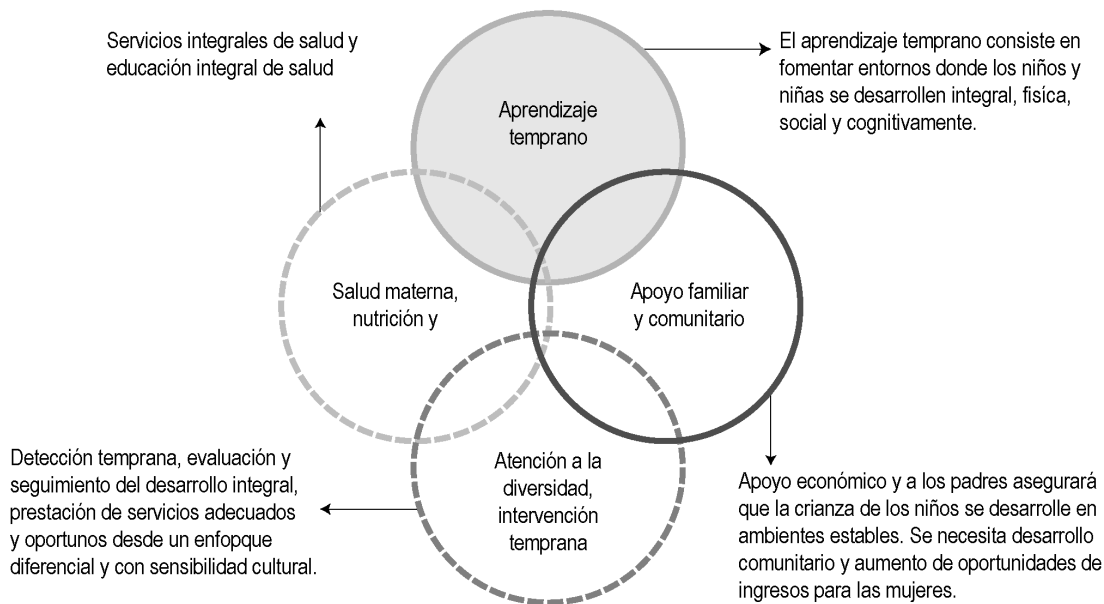 Servicios integrales de salud y
educación integral de salud
Aprendizaje
temprano
El aprendizaje temprano consiste en
fomentar entornos donde los niños y
niñas se desarrollen integral, fisíca,
social y cognitivamente.
Salud materna,
nutrición y
Apoyo familiar
y comunitario
Detección temprana, evaluación y
seguimiento del desarrollo integral,
prestación de servicios adecuados
y oportunos desde un enfopque
diferencial y con sensibilidad cultural.
Atención a la
diversidad,
intervención
temprana
Apoyo económico y a los padres asegurará
que la crianza de los niños se desarrolle en
ambientes estables. Se necesita desarrollo
comunitario y aumento de oportunidades de
ingresos para las mujeres.